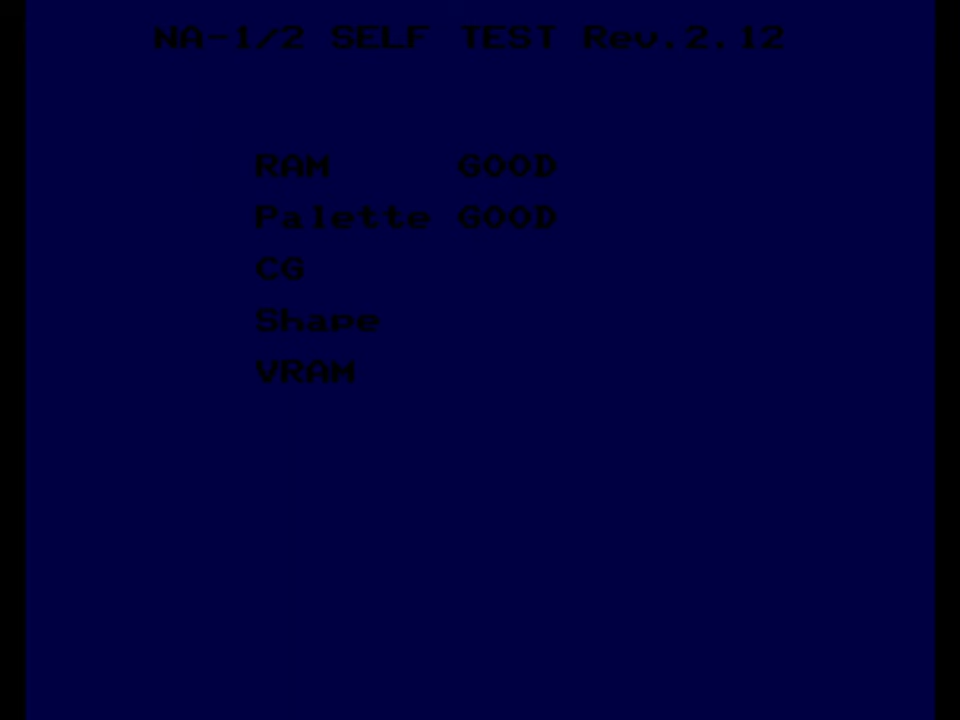 NA-1/2 SELF TEST Rev.2.12
RAM GOOD
Palette GOOD
CG
Shape
VRAM